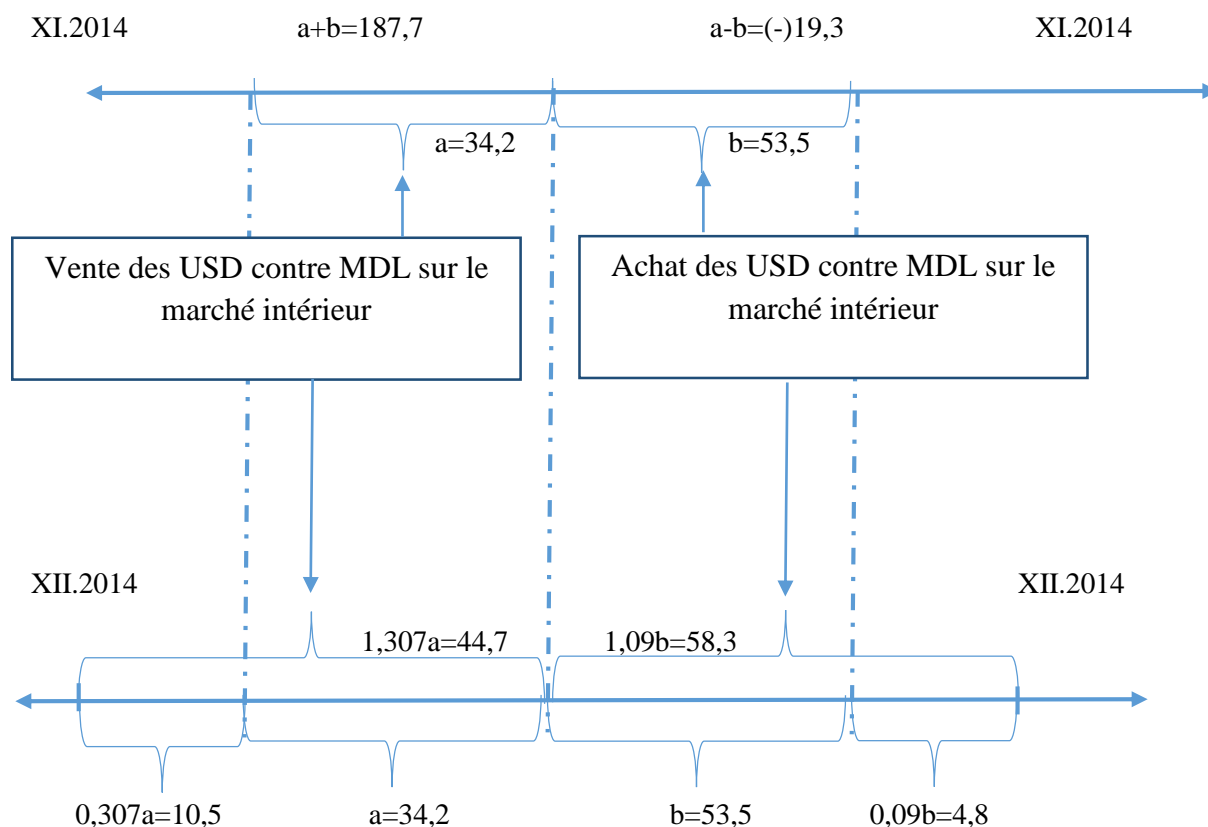 XI.2014 a+b=187,7 a-b=(-)19,3 XI.2014
a=34,2 b=53,5
Vente des USD contre MDL sur le
marché intérieur
Achat des USD contre MDL sur le
marché intérieur
XII.2014 XII.2014
1,307a=44,7 1,09b=58,3
0,307a=10,5 a=34,2 b=53,5 0,09b=4,8